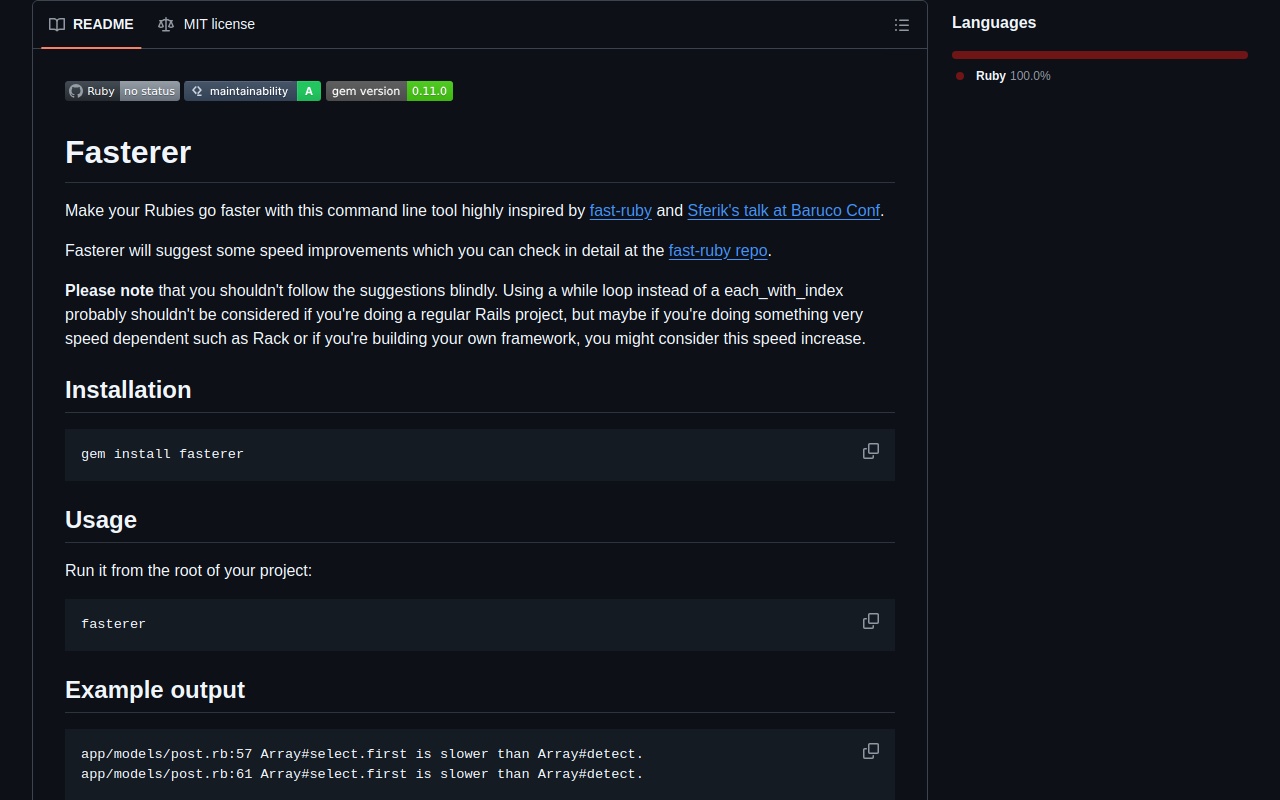 README MIT license
Ruby no status maintainability A gem version 0.11.0
Fasterer
Make your Rubies go faster with this command line tool highly inspired by fast-ruby and Sferik's talk at Baruco Conf.
Fasterer will suggest some speed improvements which you can check in detail at the fast-ruby repo.
Please note that you shouldn't follow the suggestions blindly. Using a while loop instead of a each_with_index
probably shouldn't be considered if you're doing a regular Rails project, but maybe if you're doing something very
speed dependent such as Rack or if you're building your own framework, you might consider this speed increase.
Installation
gem install fasterer
Usage
Run it from the root of your project:
fasterer
Example output
app/models/post.rb:57 Array#select.first is slower than Array#detect.
app/models/post.rb:61 Array#select.first is slower than Array#detect.
Languages
Ruby 100.0%